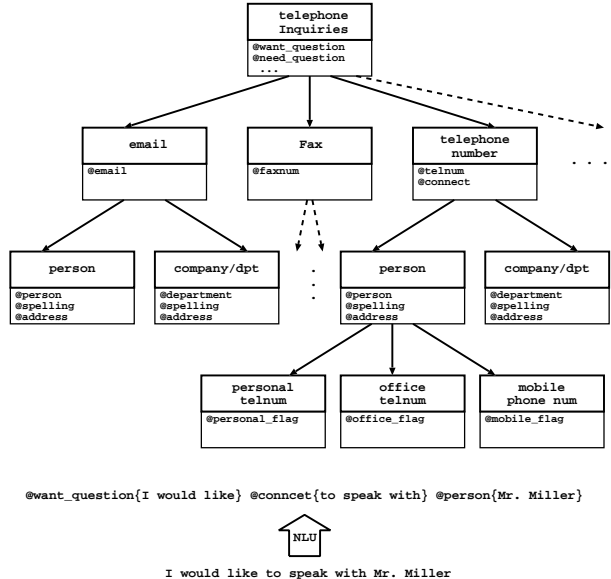 telephone
Inquiries
@want_question
@need_question
...
email
@email
Fax
@faxnum
telephone
number
@telnum
@connect
. . .
person
@person
@spelling
@address
company/dpt
@department
@spelling
@address
.
.
.
person
@person
@spelling
@address
company/dpt
@department
@spelling
@address
personal
telnum
@personal_flag
office
telnum
@office_flag
mobile
phone num
@mobile_flag
@want_question{I would like} @conncet{to speak with} @person{Mr. Miller}
NLU
I would like to speak with Mr. Miller